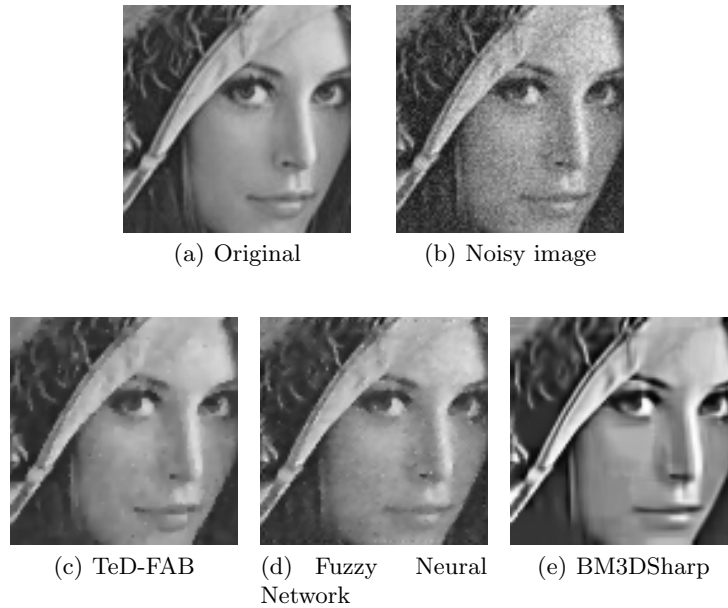 (a) Original
(b) Noisy image
(c) TeD-FAB
(d) Fuzzy Neural
Network
(e) BM3DSharp